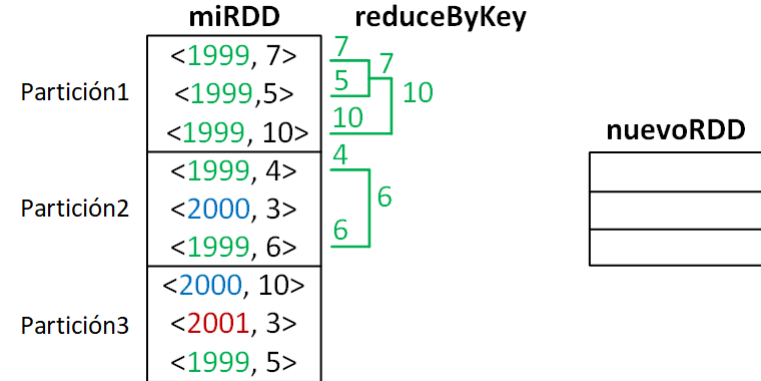 miRDD
reduceByKey
Partición1
<1999, 7>
<1999,5>
<1999, 10>
7
5
10
7
10
Partición2
<1999, 4>
<2000, 3>
<1999, 6>
4
6
6
Partición3
<2000, 10>
<2001, 3>
<1999, 5>
nuevoRDD